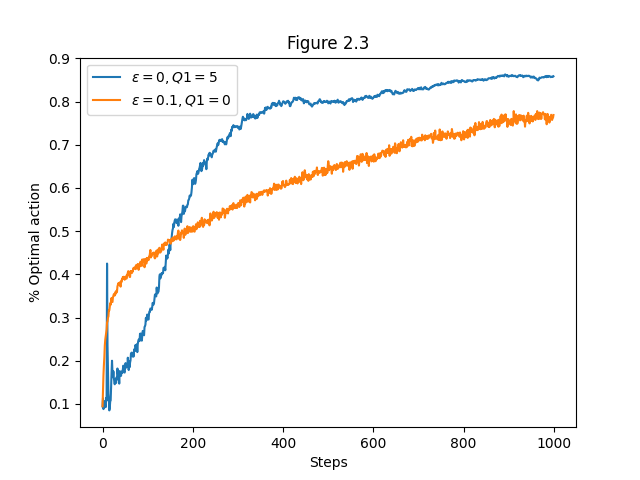 Figure 2.3
ε = 0, Q1 = 5
ε = 0.1, Q1 = 0
% Optimal action
0.9
0.8
0.7
0.6
0.5
0.4
0.3
0.2
0.1
0 200 400 600 800 1000
Steps